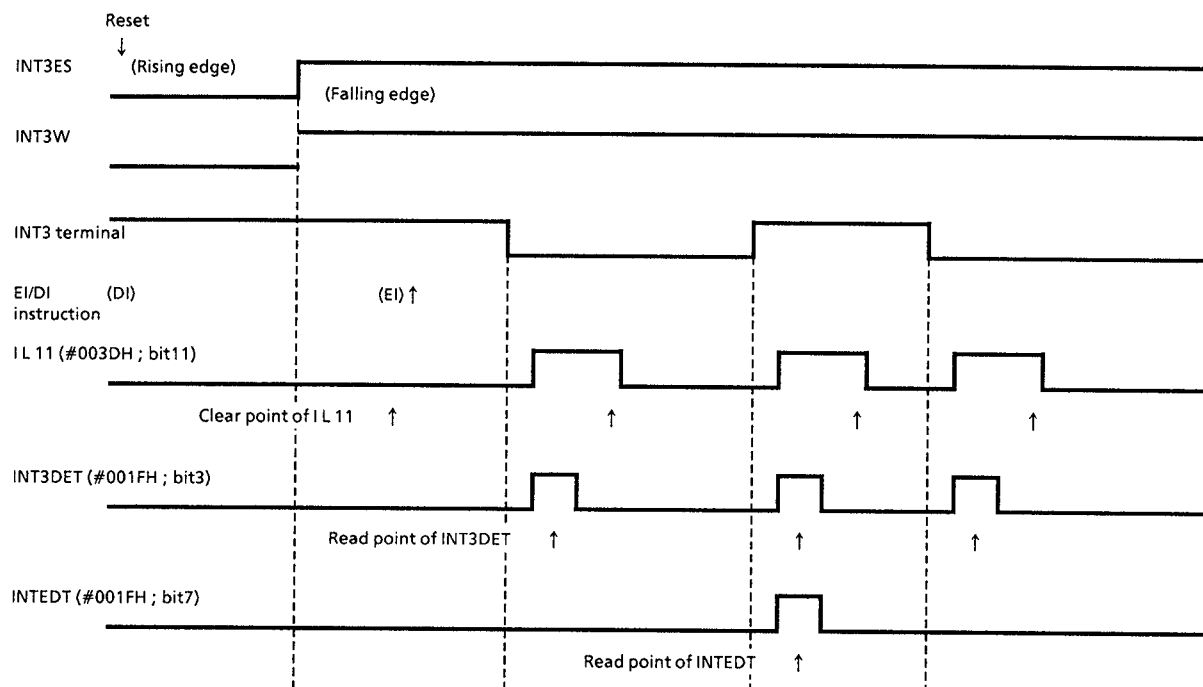 Reset
↓
INT3ES (Rising edge)
(Falling edge)
INT3W
INT3 terminal
EI/DI (DI) (EI) ↑
instruction
I L 11 (#003DH ; bit11)
Clear point of I L 11 ↑ ↑ ↑ ↑
INT3DET (#001FH ; bit3)
Read point of INT3DET ↑ ↑ ↑
INTEDT (#001FH ; bit7)
Read point of INTEDT ↑